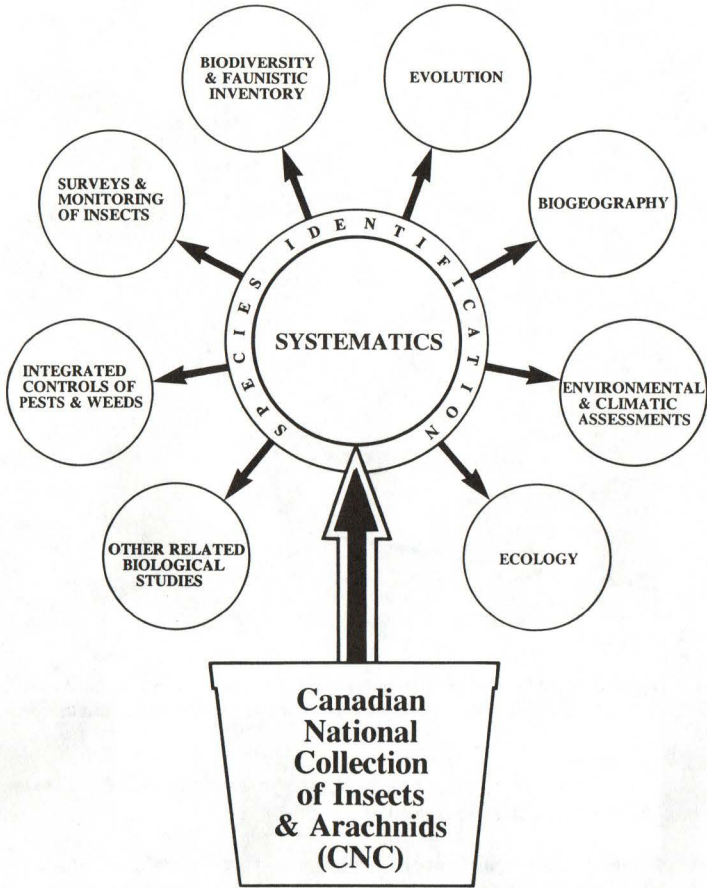 BIODIVERSITY
& FAUNISTIC
INVENTORY
EVOLUTION
SURVEYS &
MONITORING
OF INSECTS
BIOGEOGRAPHY
SPECIES IDENTIFICATION
SYSTEMATICS
INTEGRATED
CONTROLS OF
PESTS & WEEDS
ENVIRONMENTAL
& CLIMATIC
ASSESSMENTS
OTHER RELATED
BIOLOGICAL
STUDIES
ECOLOGY
Canadian
National
Collection
of Insects
& Arachnids
(CNC)